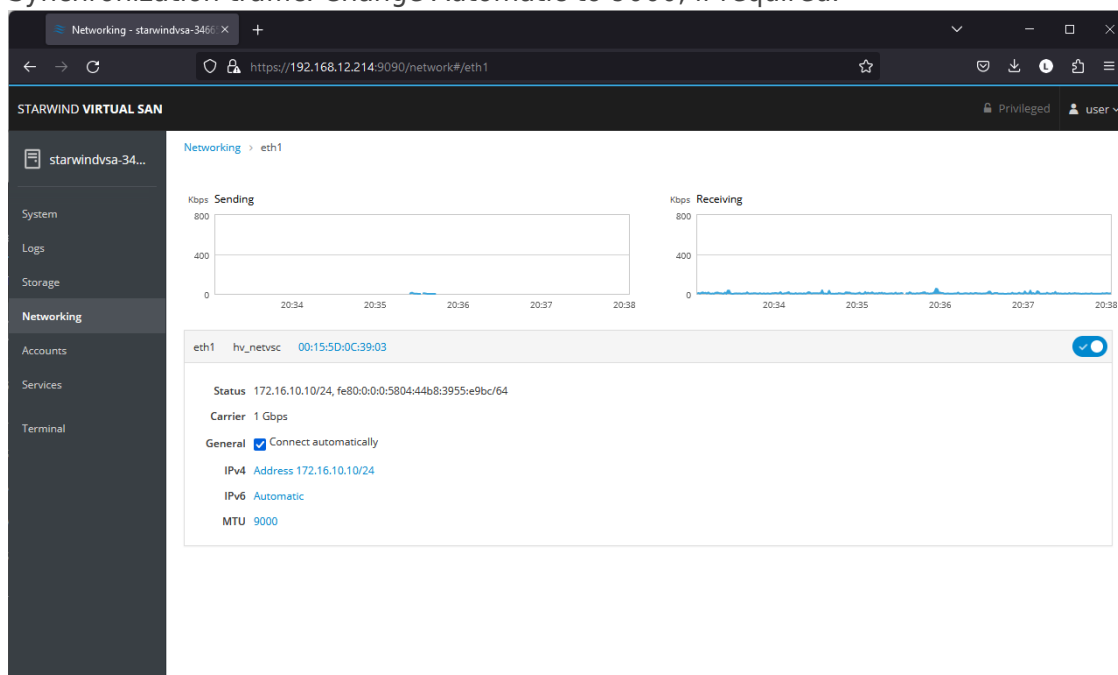 Synchronization traffic. Change Automatic to 9000, if required.
Networking - starwindvsa-3466
https://192.168.12.214:9090/network#/eth1
L
STARWIND VIRTUAL SAN
Privileged
user
starwindvsa-34...
System
Logs
Storage
Networking
Accounts
Services
Terminal
Networking › eth1
Kbps Sending
800
400
0
20:34 20:35 20:36 20:37 20:38
Kbps Receiving
800
400
0
20:34 20:35 20:36 20:37 20:38
eth1 hv_netvsc 00:15:5D:0C:39:03
Status 172.16.10.10/24, fe80:0:0:0:5804:44b8:3955:e9bc/64
Carrier 1 Gbps
General Connect automatically
IPv4 Address 172.16.10.10/24
IPv6 Automatic
MTU 9000